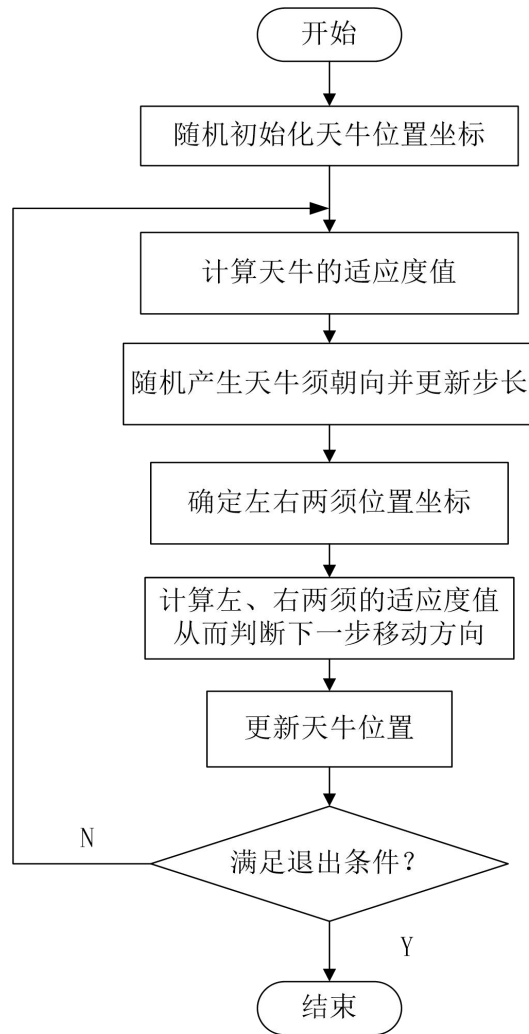 开始
随机初始化天牛位置坐标
计算天牛的适应度值
随机产生天牛须朝向并更新步长
确定左右两须位置坐标
计算左、右两须的适应度值
从而判断下一步移动方向
更新天牛位置
N
满足退出条件？
Y
结束